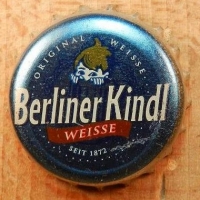 ORIGINAL WEISSE
Berliner Kindl
WEISSE
SEIT 1872